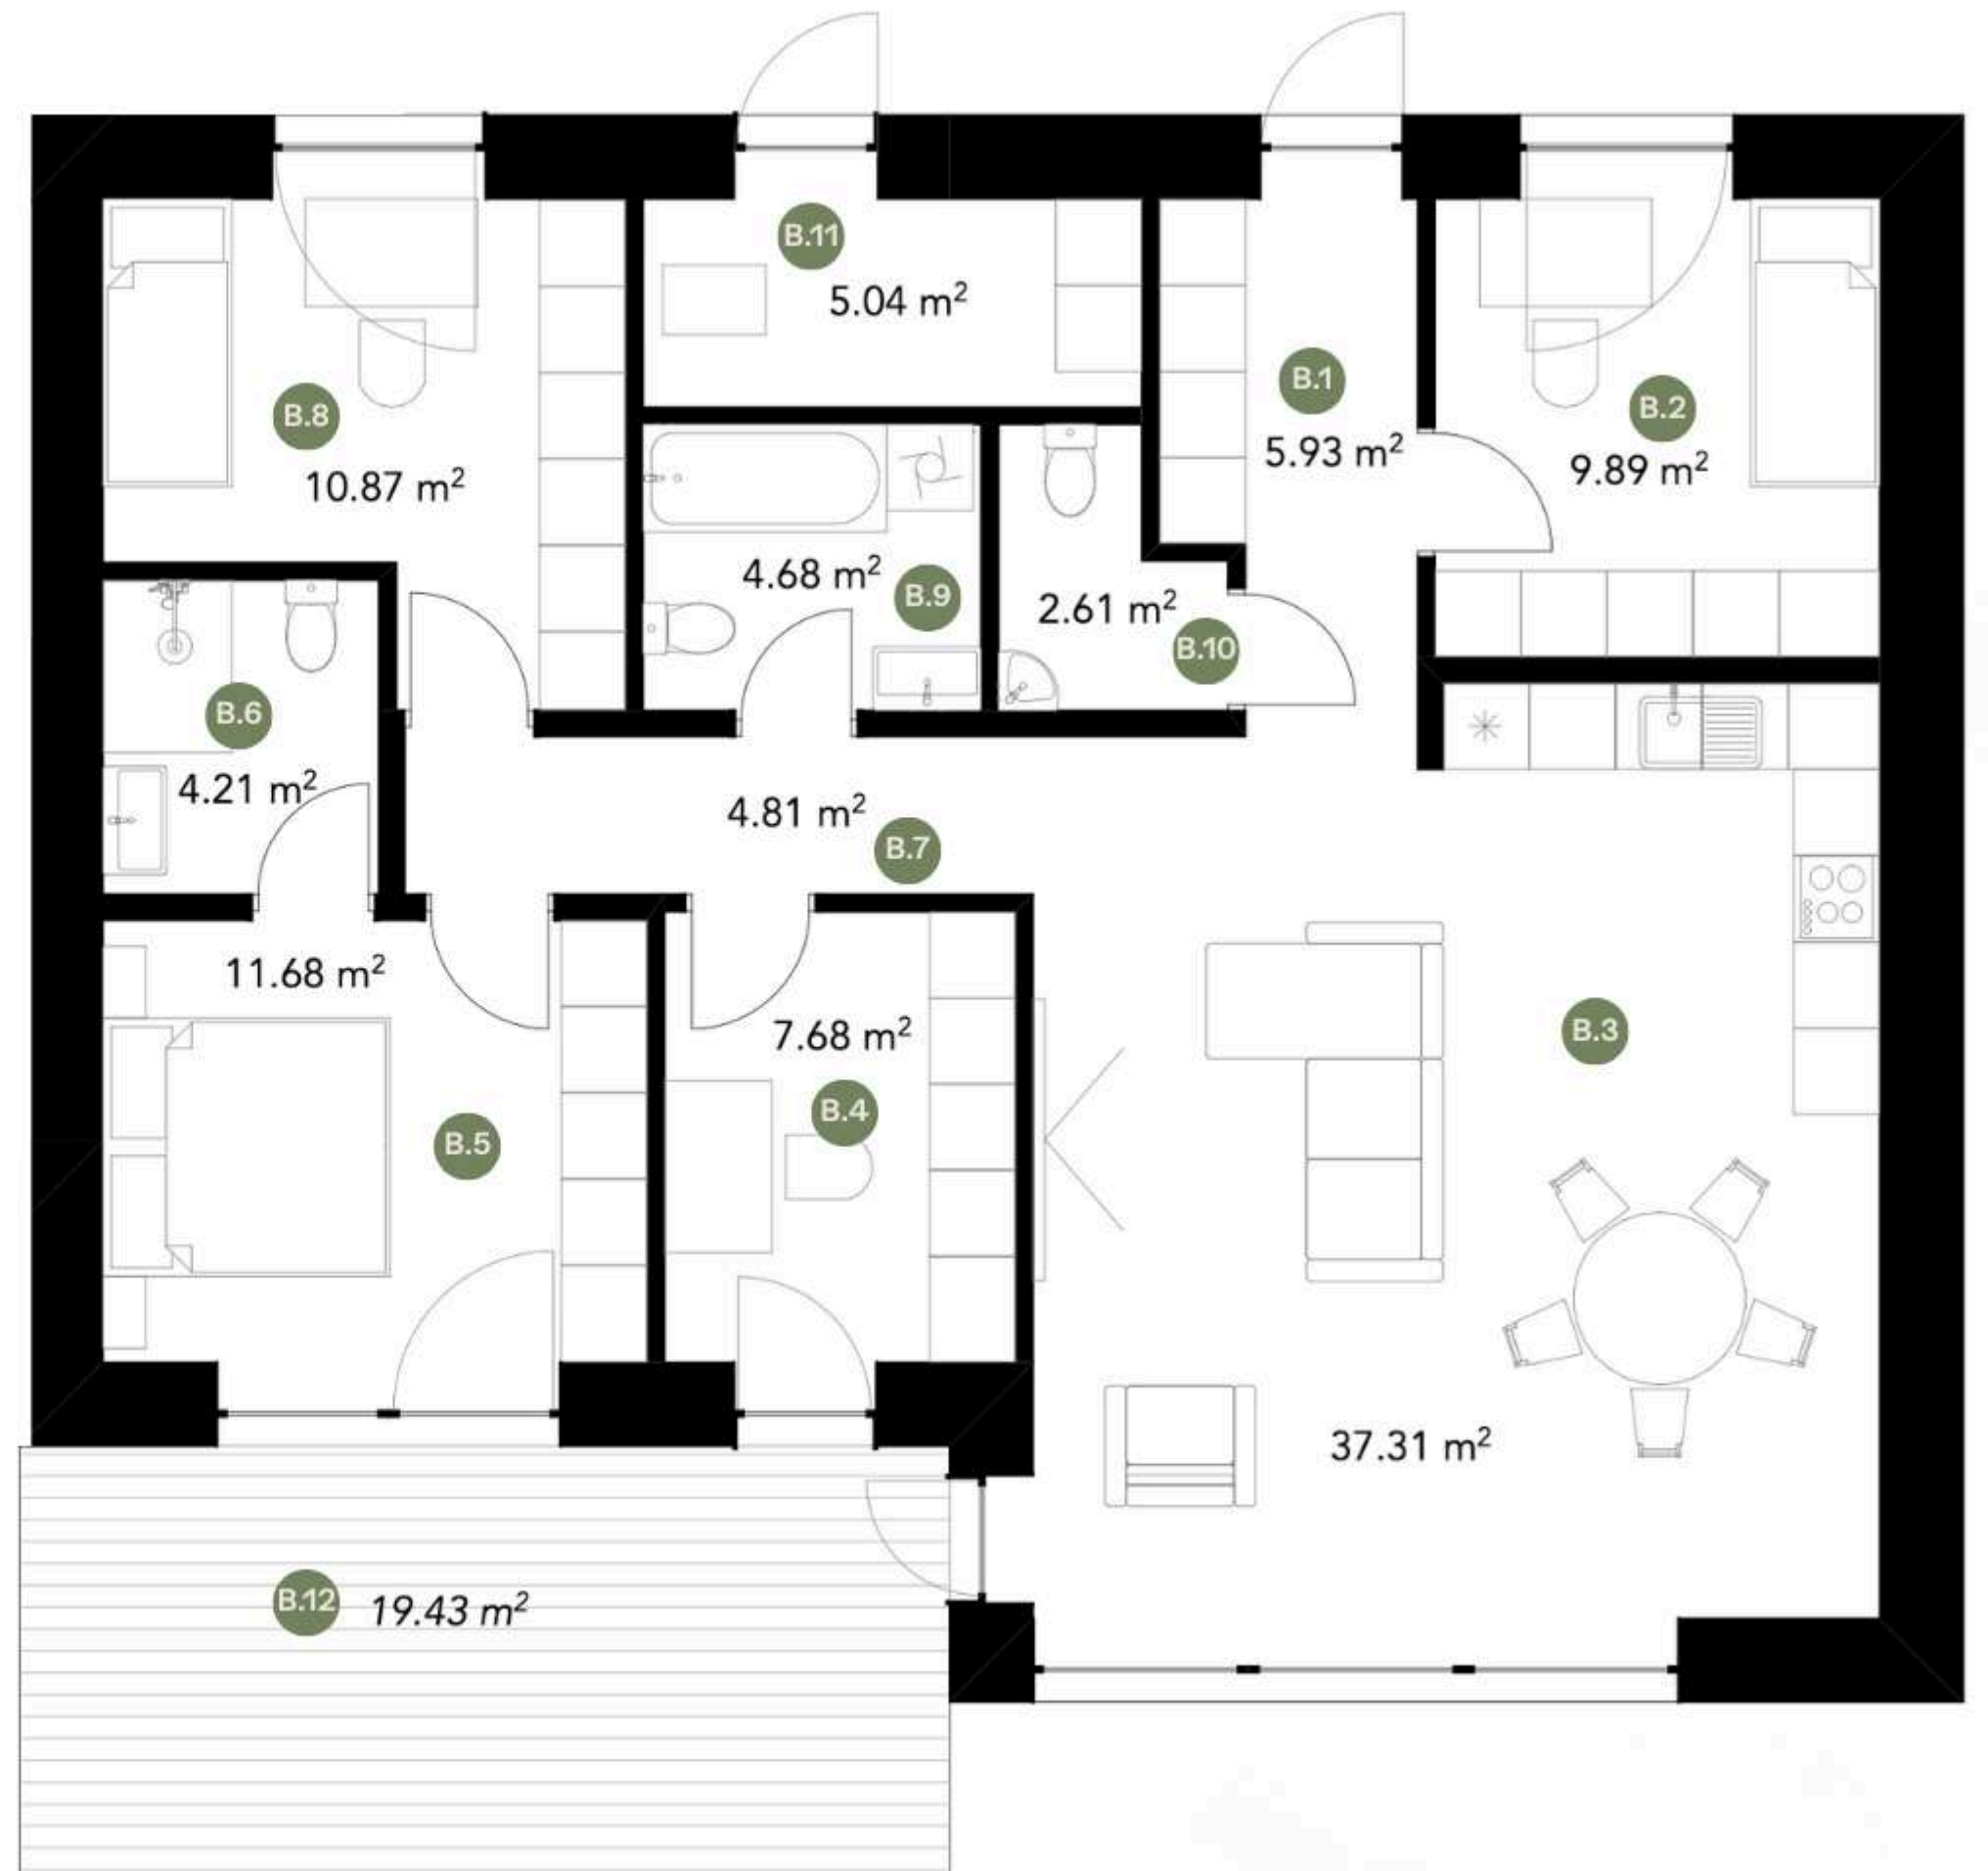 B.11
5.04 m²
B.1
5.93 m²
B.2
9.89 m²
B.8
10.87 m²
4.68 m²
B.9
2.61 m²
B.10
B.6
4.21 m²
4.81 m²
B.7
11.68 m²
B.5
7.68 m²
B.4
B.3
37.31 m²
B.12 19.43 m²